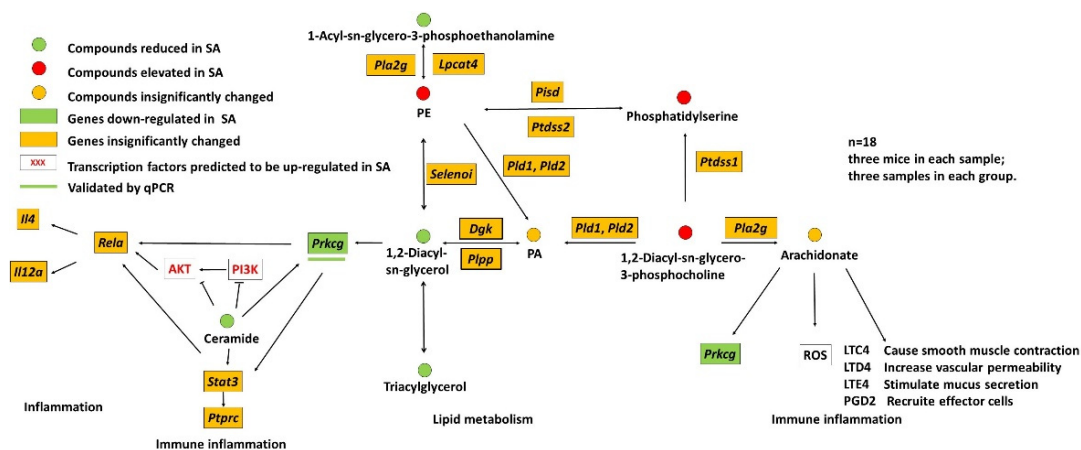 Compounds reduced in SA
Compounds elevated in SA
Compounds insignificantly changed
Genes down-regulated in SA
Genes insignificantly changed
XXX Transcription factors predicted to be up-regulated in SA
Validated by qPCR
1-Acyl-sn-glycero-3-phosphoethanolamine
Pla2g Lpcat4
PE
Pisd
Ptdss2
Phosphatidylserine
Pld1, Pld2
Ptdss1
Selenoi
n=18
three mice in each sample;
three samples in each group.
Il4
Il12a
Rela
AKT
PI3K
Prkcg
1,2-Diacyl-
sn-glycerol
Dgk
Plpp
PA
Pld1, Pld2
1,2-Diacyl-sn-glycero-
3-phosphocholine
Pla2g
Arachidonate
Ceramide
Stat3
Ptprc
Triacylglycerol
Prkcg
ROS
LTC4 Cause smooth muscle contraction
LTD4 Increase vascular permeability
LTE4 Stimulate mucus secretion
PGD2 Recruite effector cells
Inflammation
Immune inflammation
Lipid metabolism
Immune inflammation